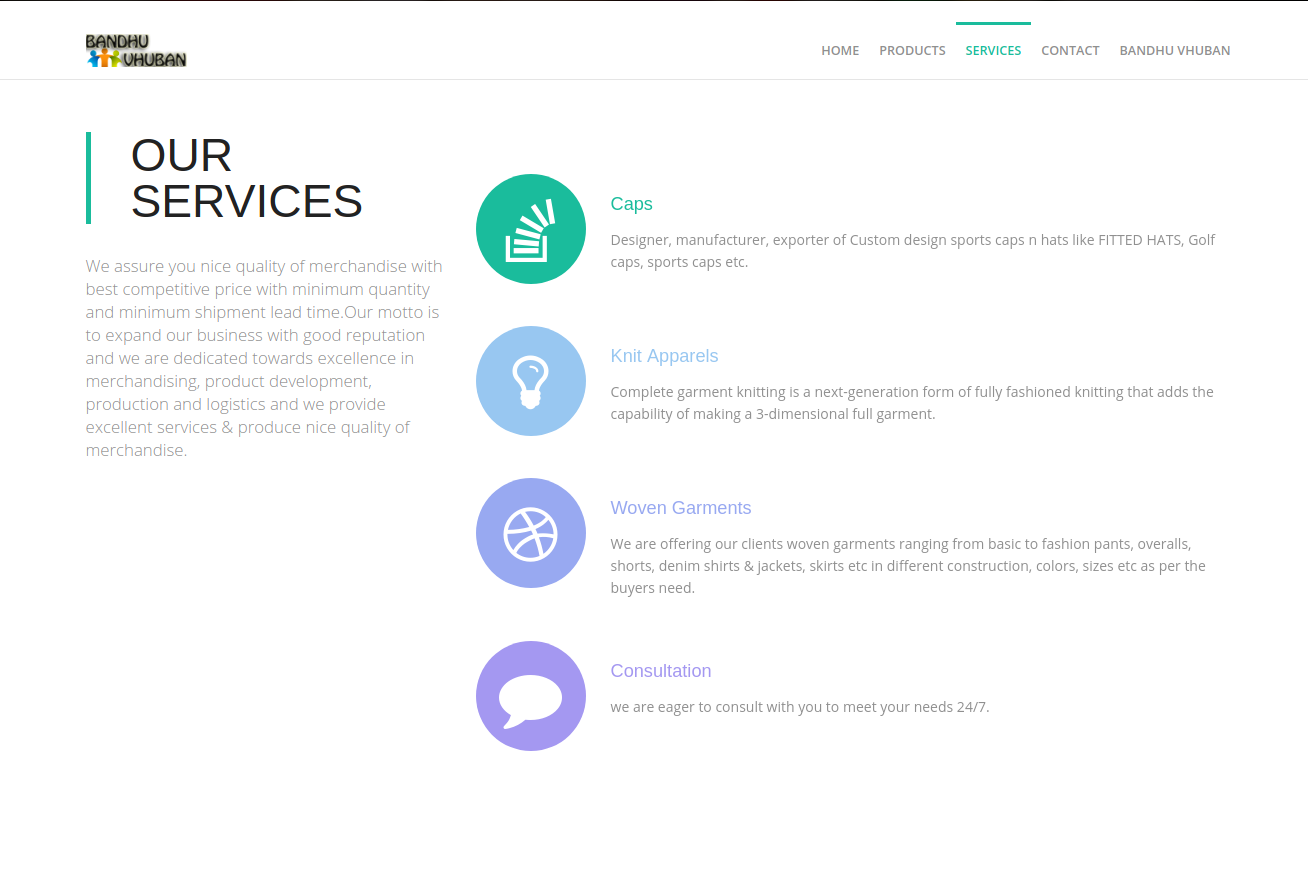 BANDHU
VHUBAN
HOME PRODUCTS SERVICES CONTACT BANDHU VHUBAN
OUR
SERVICES
We assure you nice quality of merchandise with
best competitive price with minimum quantity
and minimum shipment lead time.Our motto is
to expand our business with good reputation
and we are dedicated towards excellence in
merchandising, product development,
production and logistics and we provide
excellent services & produce nice quality of
merchandise.
Caps
Designer, manufacturer, exporter of Custom design sports caps n hats like FITTED HATS, Golf
caps, sports caps etc.
Knit Apparels
Complete garment knitting is a next-generation form of fully fashioned knitting that adds the
capability of making a 3-dimensional full garment.
Woven Garments
We are offering our clients woven garments ranging from basic to fashion pants, overalls,
shorts, denim shirts & jackets, skirts etc in different construction, colors, sizes etc as per the
buyers need.
Consultation
we are eager to consult with you to meet your needs 24/7.